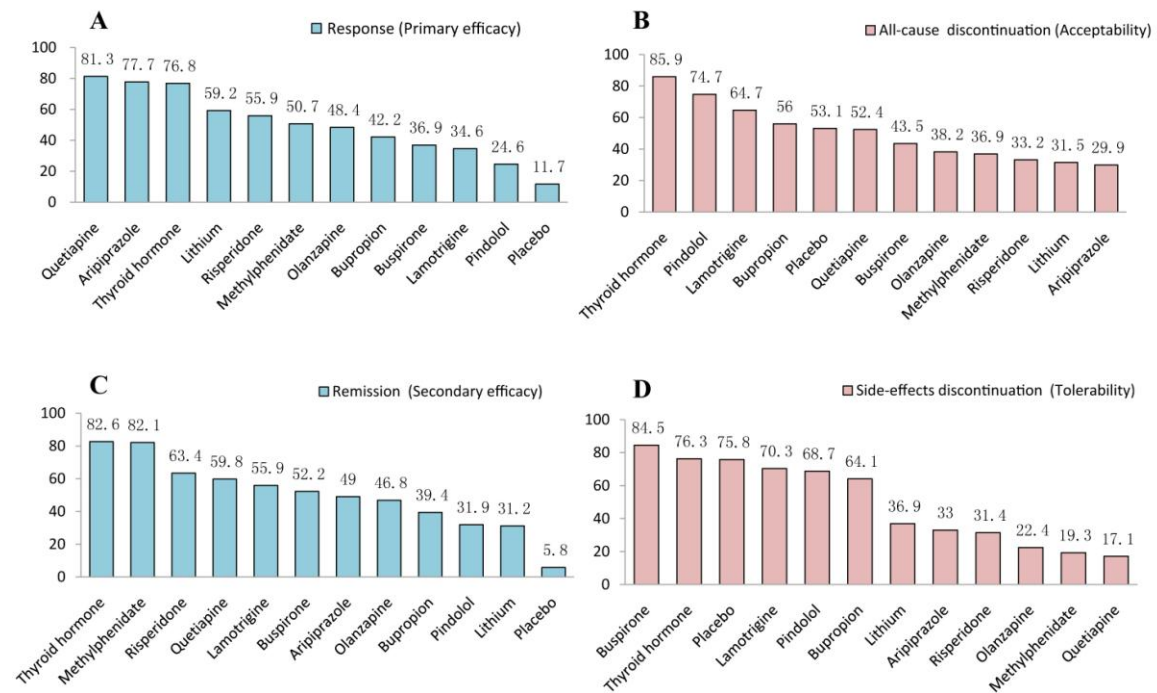 A
Response (Primary efficacy)
100
80
60
40
20
0
81.3
77.7
76.8
59.2
55.9
50.7
48.4
42.2
36.9
34.6
24.6
11.7
Quetiapine
Aripiprazole
Thyroid hormone
Lithium
Risperidone
Methylphenidate
Olanzapine
Bupropion
Buspirone
Lamotrigine
Pindolol
Placebo
B
All-cause discontinuation (Acceptability)
100
80
60
40
20
0
85.9
74.7
64.7
56
53.1
52.4
43.5
38.2
36.9
33.2
31.5
29.9
Thyroid hormone
Pindolol
Lamotrigine
Bupropion
Placebo
Quetiapine
Buspirone
Olanzapine
Methylphenidate
Risperidone
Lithium
Aripiprazole
C
Remission (Secondary efficacy)
100
80
60
40
20
0
82.6
82.1
63.4
59.8
55.9
52.2
49
46.8
39.4
31.9
31.2
5.8
Thyroid hormone
Methylphenidate
Risperidone
Quetiapine
Lamotrigine
Buspirone
Aripiprazole
Olanzapine
Bupropion
Pindolol
Lithium
Placebo
D
Side-effects discontinuation (Tolerability)
100
80
60
40
20
0
84.5
76.3
75.8
70.3
68.7
64.1
36.9
33
31.4
22.4
19.3
17.1
Buspirone
Thyroid hormone
Placebo
Lamotrigine
Pindolol
Bupropion
Lithium
Aripiprazole
Risperidone
Olanzapine
Methylphenidate
Quetiapine